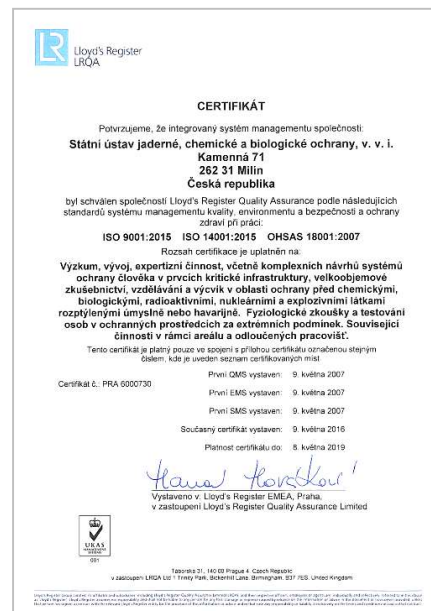 LR
Lloyd's Register
LRQA
CERTIFIKÁT
Potvrzujeme, že integrovaný systém managementu společnosti:
Státní ústav jaderné, chemické a biologické ochrany, v. v. i.
Kamenná 71
262 31 Milín
Česká republika
byl schválen společností Lloyd's Register Quality Assurance podle následujících
standardů systému managementu kvality, environmentu a bezpečnosti a ochrany
zdraví při práci:
ISO 9001:2015 ISO 14001:2015 OHSAS 18001:2007
Rozsah certifikace je uplatněn na:
Výzkum, vývoj, expertizní činnost, včetně komplexních návrhů systémů
ochrany člověka v prvcích kritické infrastruktury, velkoobjemové
zkušebnictví, vzdělávání a výcvik v oblasti ochrany před chemickými,
biologickými, radioaktivními, nukleárními a explozivními látkami
rozptýlenými úmyslně nebo havarijně. Fyziologické zkoušky a testování
osob v ochranných prostředcích za extrémních podmínek. Související
činnosti v rámci areálu a odloučených pracovišť.
Tento certifikát je platný pouze ve spojení s přílohou certifikátu označenou stejným
číslem, kde je uveden seznam certifikovaných míst
První QMS vystaven: 9. května 2007
Certifikát č.: PRA 6000730
První EMS vystaven: 9. května 2007
První SMS vystaven: 9. května 2007
Současný certifikát vystaven: 9. května 2016
Platnost certifikátu do: 8. května 2019
Vystaveno v: Lloyd's Register EMEA, Praha,
v zastoupení Lloyd's Register Quality Assurance Limited
UKAS
MANAGEMENT
SYSTEMS
001
Táborská 31, 140 00 Prague 4, Czech Republic
v zastoupení LRQA Ltd 1 Trinity Park, Bickenhill Lane, Birmingham, B37 7ES, United Kingdom